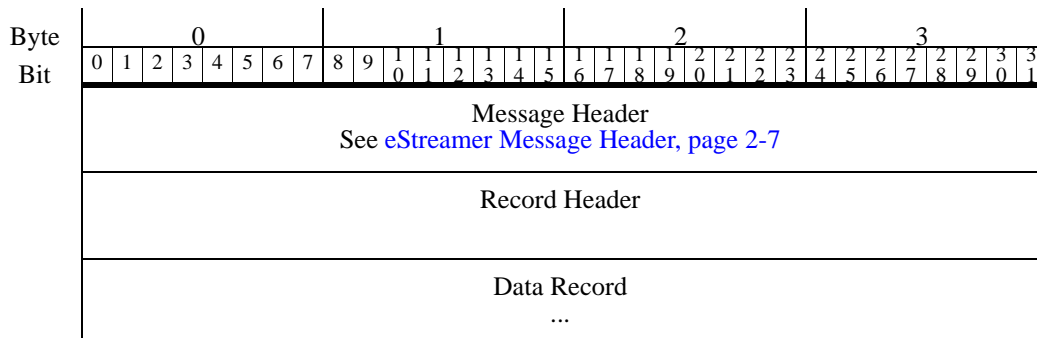 Byte 0 1 2 3
Bit 0 1 2 3 4 5 6 7 8 9 10 11 12 13 14 15 16 17 18 19 20 21 22 23 24 25 26 27 28 29 30 31
Message Header
See eStreamer Message Header, page 2-7
Record Header
Data Record
...